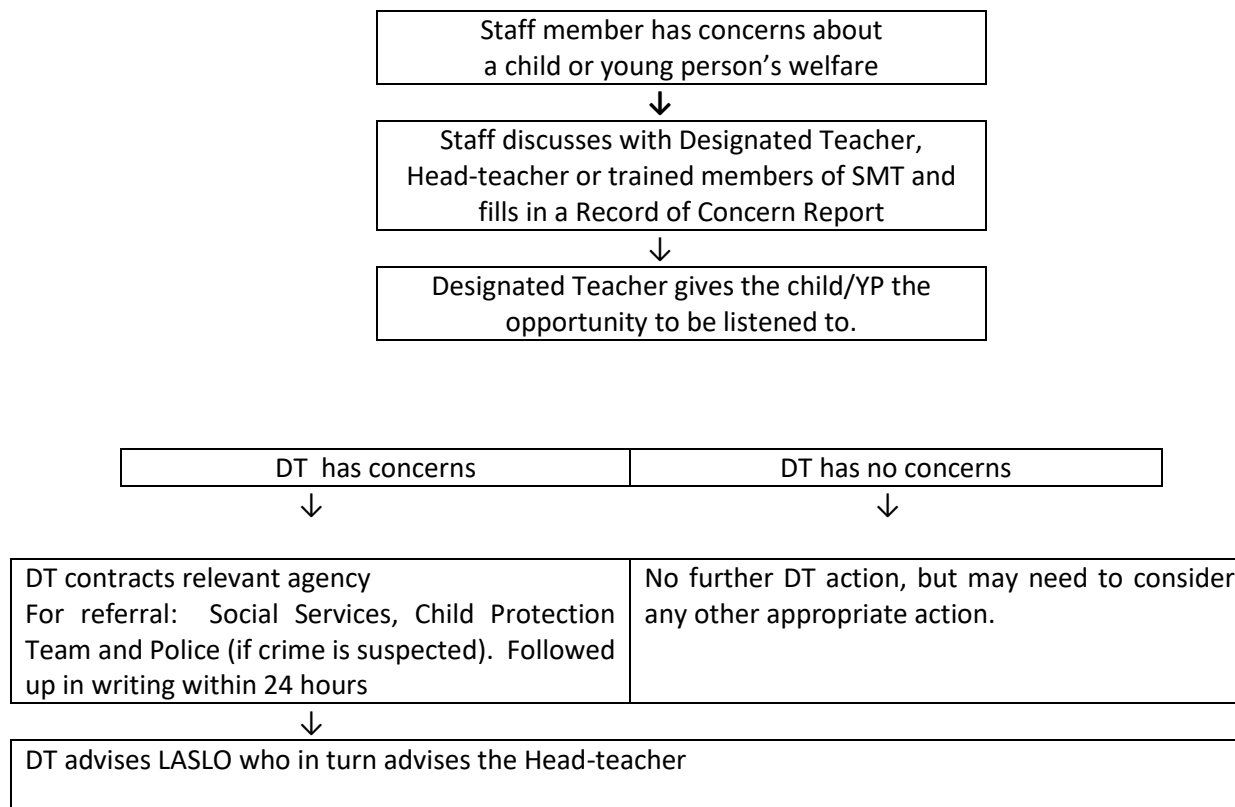 Staff member has concerns about
a child or young person’s welfare
↓
Staff discusses with Designated Teacher,
Head-teacher or trained members of SMT and
fills in a Record of Concern Report
↓
Designated Teacher gives the child/YP the
opportunity to be listened to.
DT has concerns
DT has no concerns
↓
↓
DT contracts relevant agency
For referral: Social Services, Child Protection
Team and Police (if crime is suspected). Followed
up in writing within 24 hours
No further DT action, but may need to consider
any other appropriate action.
↓
DT advises LASLO who in turn advises the Head-teacher